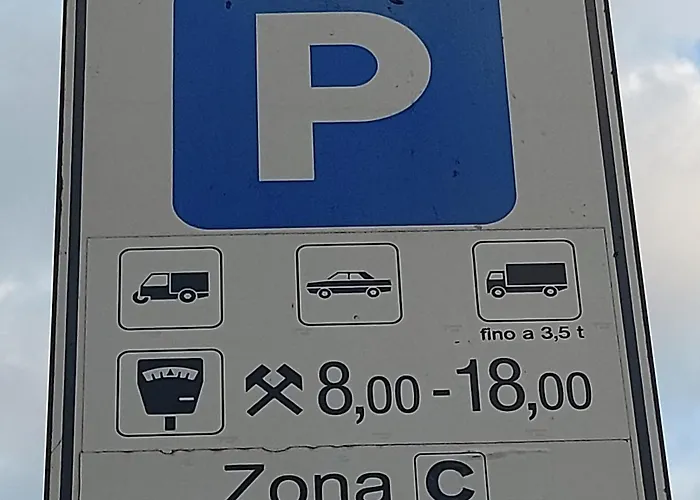 P
fino a 3,5 t
8,00 - 18,00
Zona C